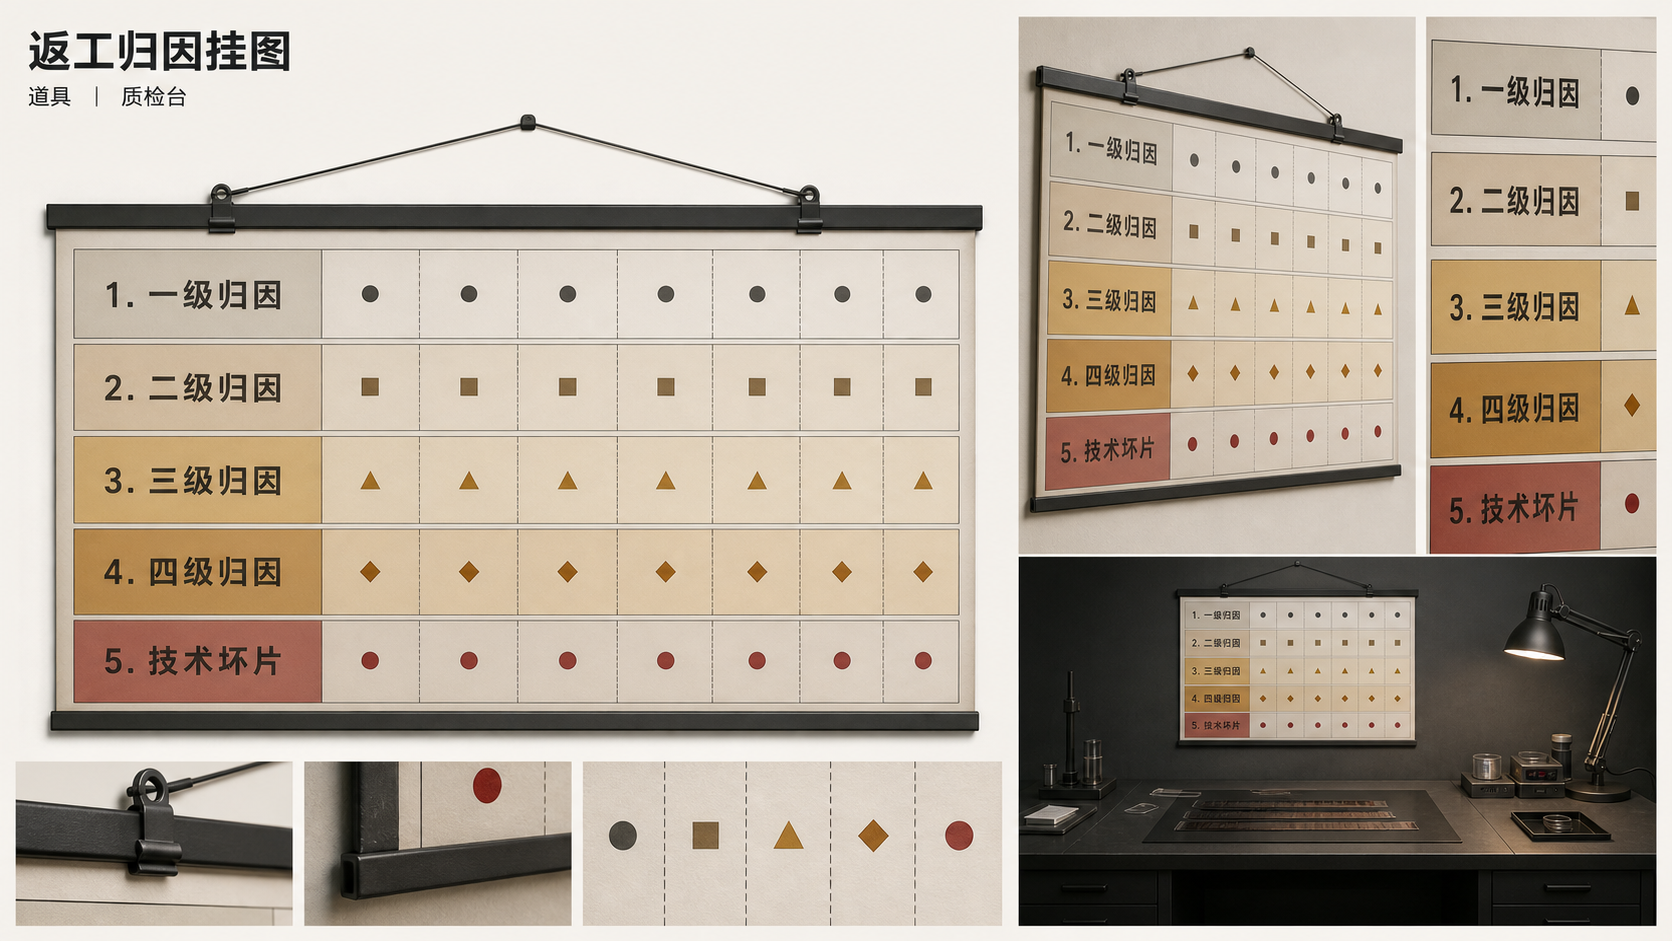 返工归因挂图
道具 | 质检台
1. 一级归因
2. 二级归因
3. 三级归因
4. 四级归因
5. 技术坏片
1. 一级归因
2. 二级归因
3. 三级归因
4. 四级归因
5. 技术坏片
1. 一级归因
2. 二级归因
3. 三级归因
4. 四级归因
5. 技术坏片
1. 一级归因
2. 二级归因
3. 三级归因
4. 四级归因
5. 技术坏片